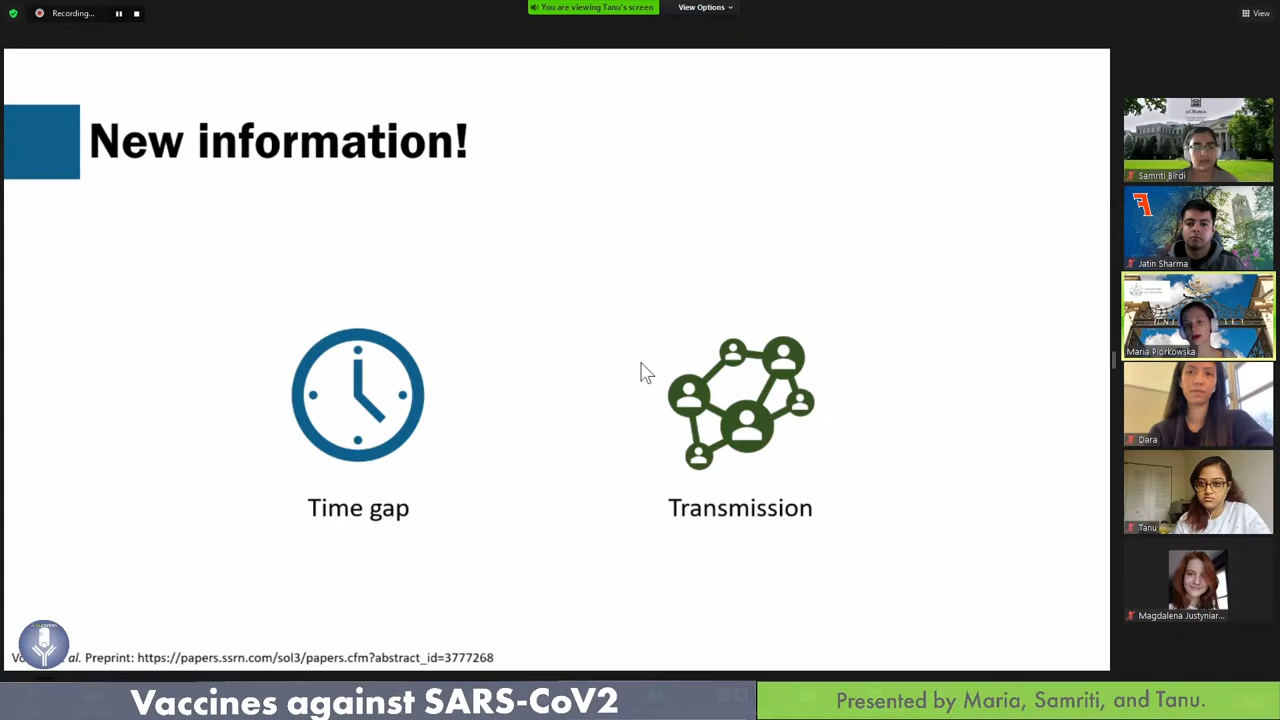 Recording...
You are viewing Tanu's screen
View Options
View
New information!
Time gap
Transmission
et al. Preprint: https://papers.ssrn.com/sol3/papers.cfm?abstract_id=3777268
Samriti Birdi
Jatin Sharma
Maria Piorkowska
Dara
Tanu
Magdalena Justyniar...
Vaccines against SARS-CoV2
Presented by Maria, Samriti, and Tanu.